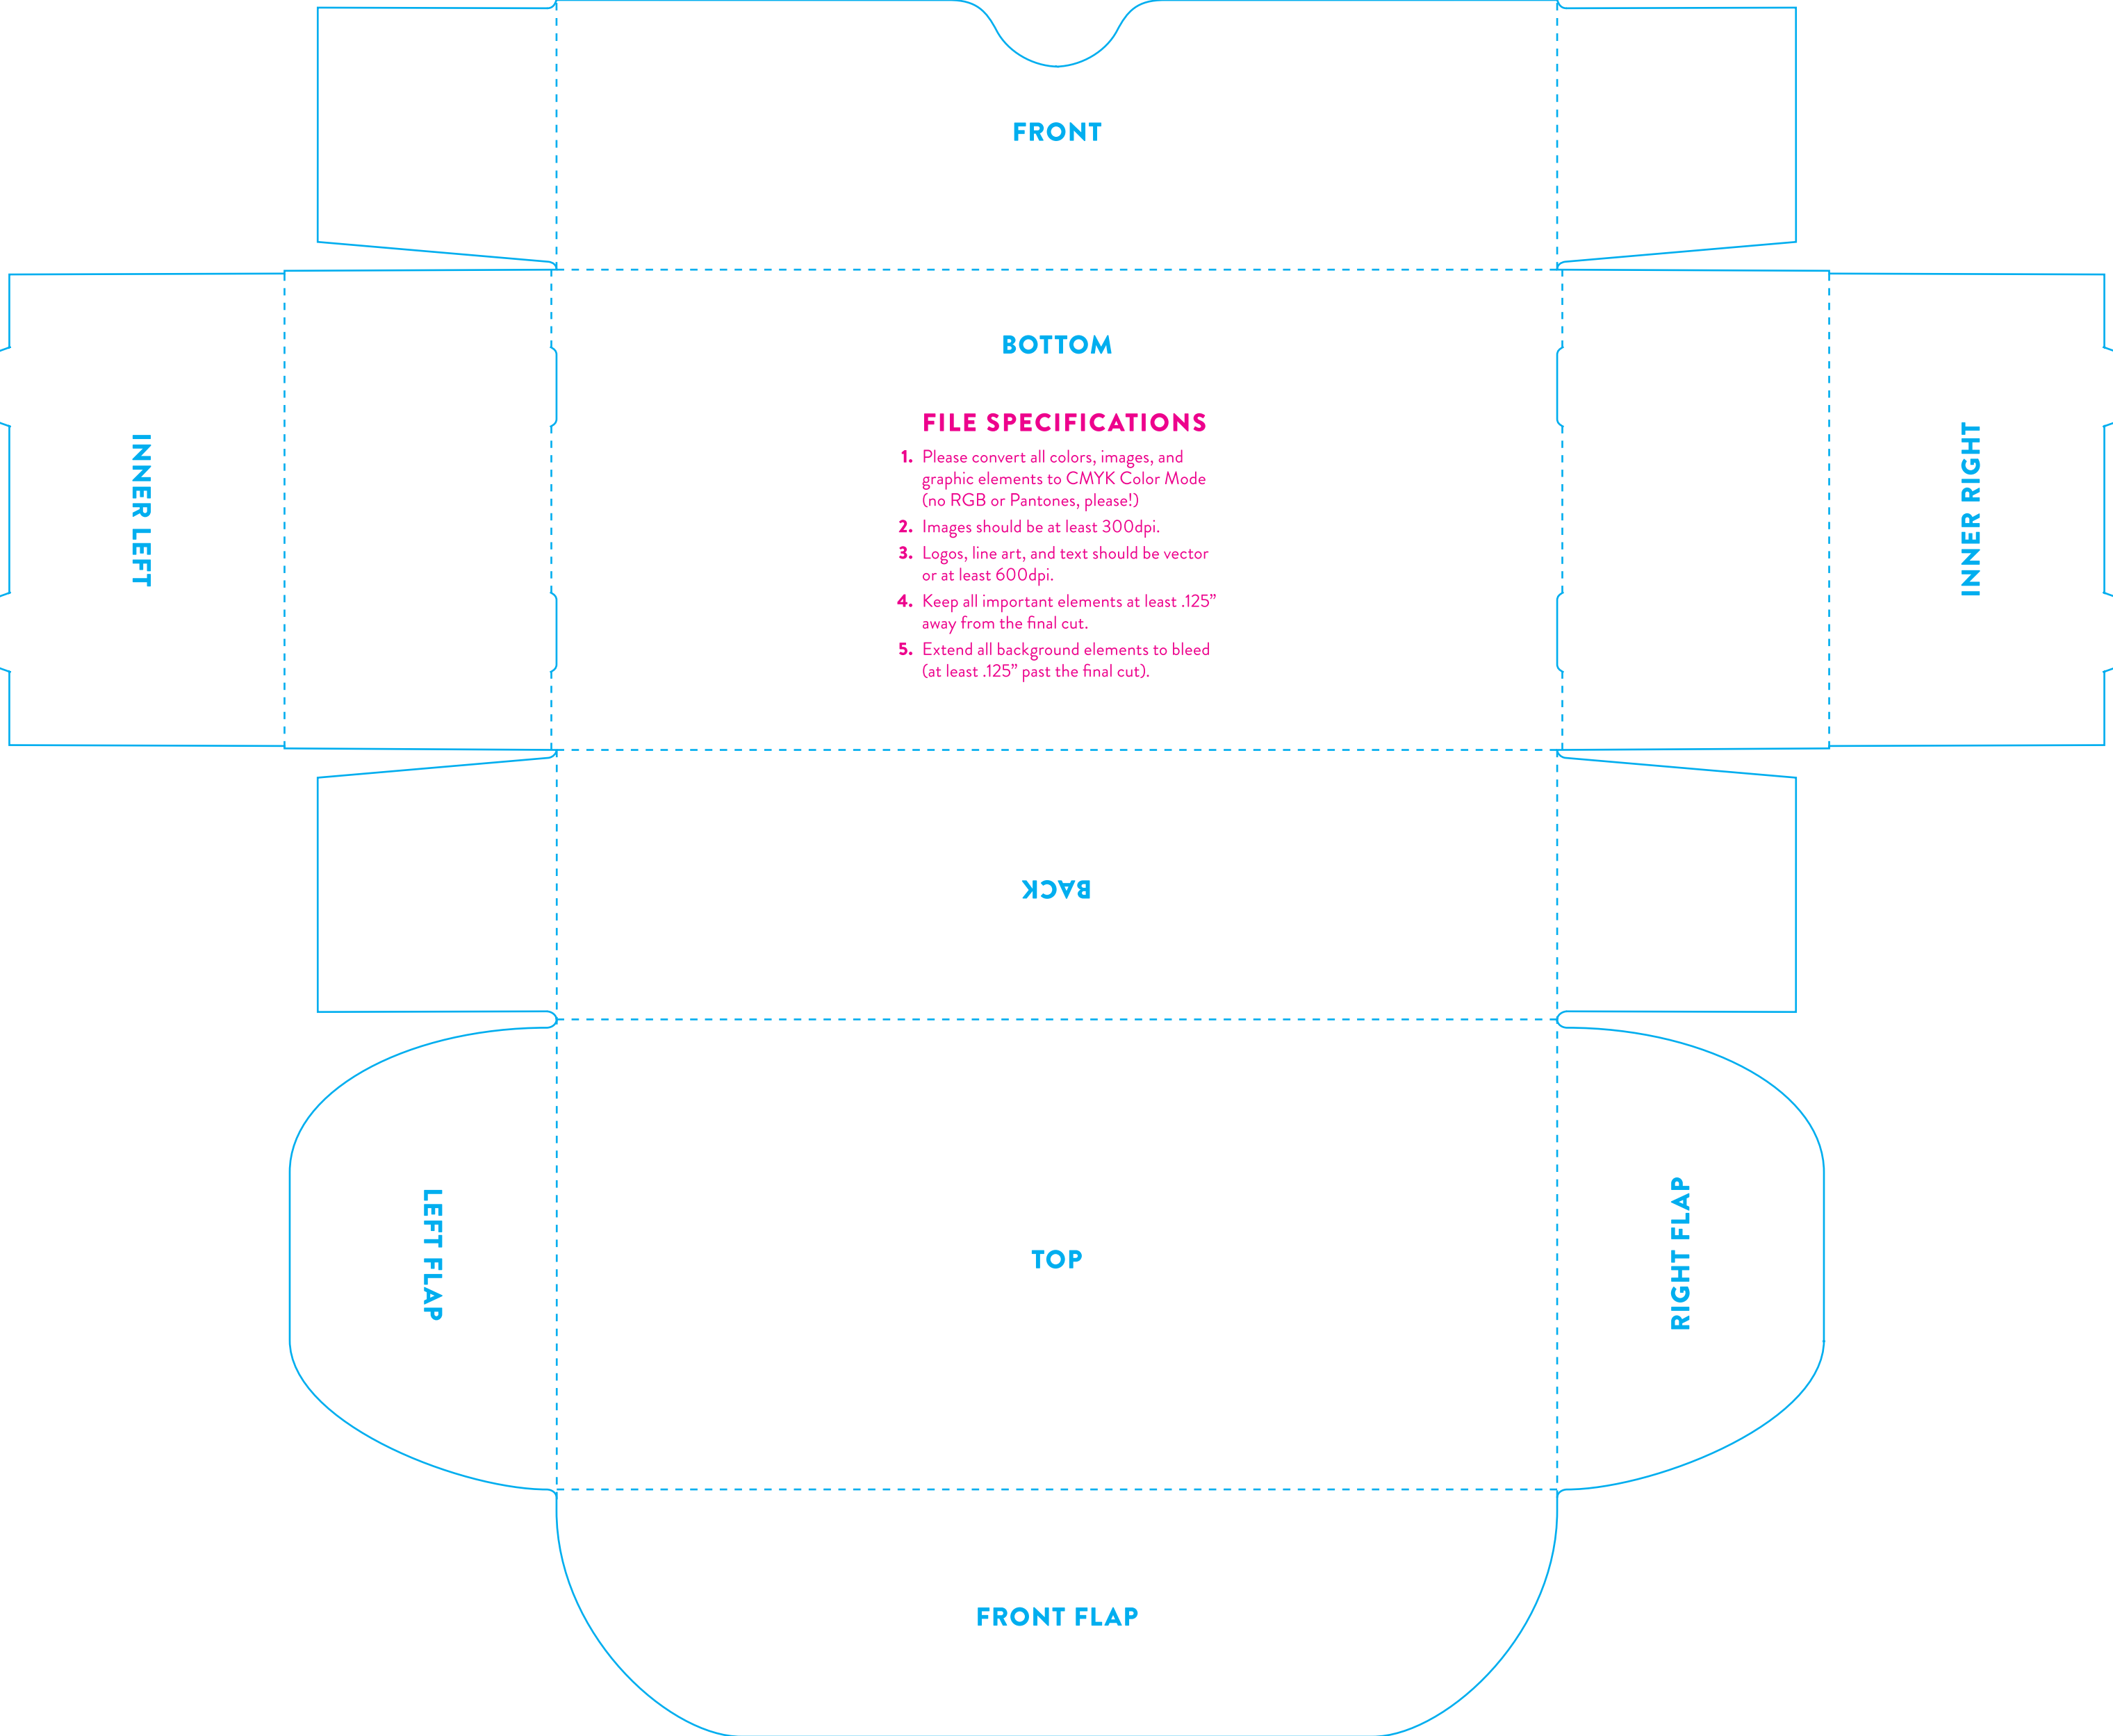 FRONT
BOTTOM
FILE SPECIFICATIONS
1. Please convert all colors, images, and
graphic elements to CMYK Color Mode
(no RGB or Pantones, please!)
2. Images should be at least 300dpi.
3. Logos, line art, and text should be vector
or at least 600dpi.
4. Keep all important elements at least .125”
away from the final cut.
5. Extend all background elements to bleed
(at least .125” past the final cut).
INNER LEFT
INNER RIGHT
BACK
LEFT FLAP
TOP
RIGHT FLAP
FRONT FLAP